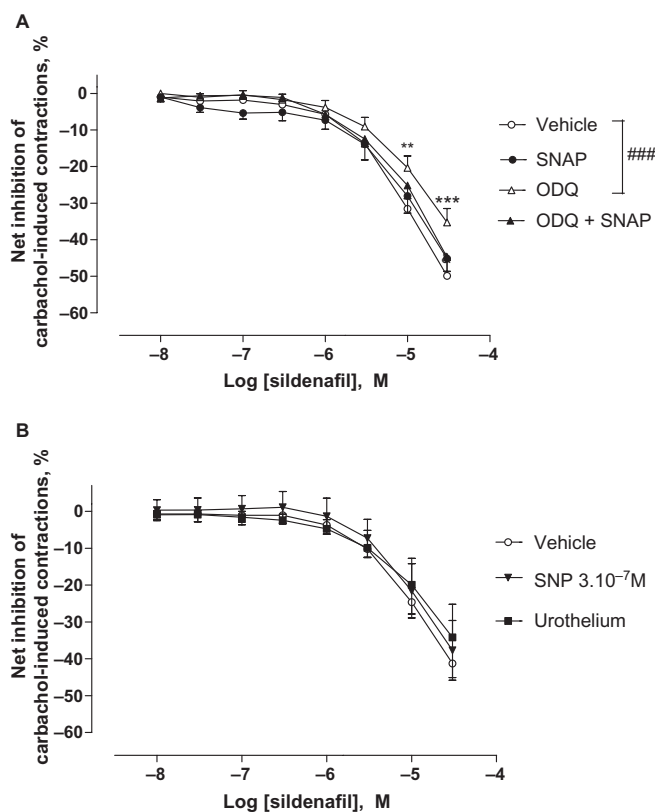 A
Net inhibition of
carbachol-induced contractions, %
0
–10
–20
–30
–40
–50
–60
**
***
–8
–7
–6
–5
–4
Log [sildenafil], M
Vehicle
SNAP
ODQ
ODQ + SNAP
###
B
Net inhibition of
carbachol-induced contractions, %
0
–10
–20
–30
–40
–50
–60
–8
–7
–6
–5
–4
Log [sildenafil], M
Vehicle
SNP 3.10⁻⁷M
Urothelium